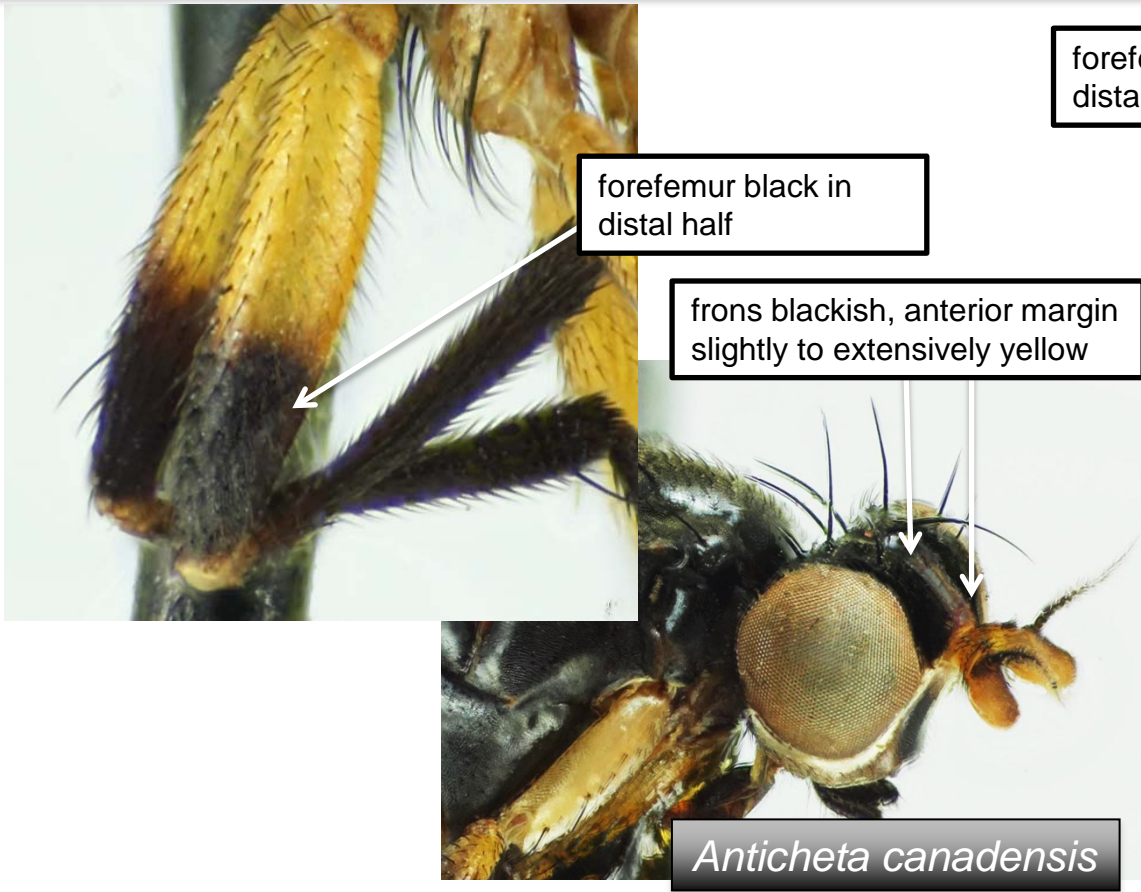 forefemur black in
distal half
frons blackish, anterior margin
slightly to extensively yellow
Anticheta canadensis